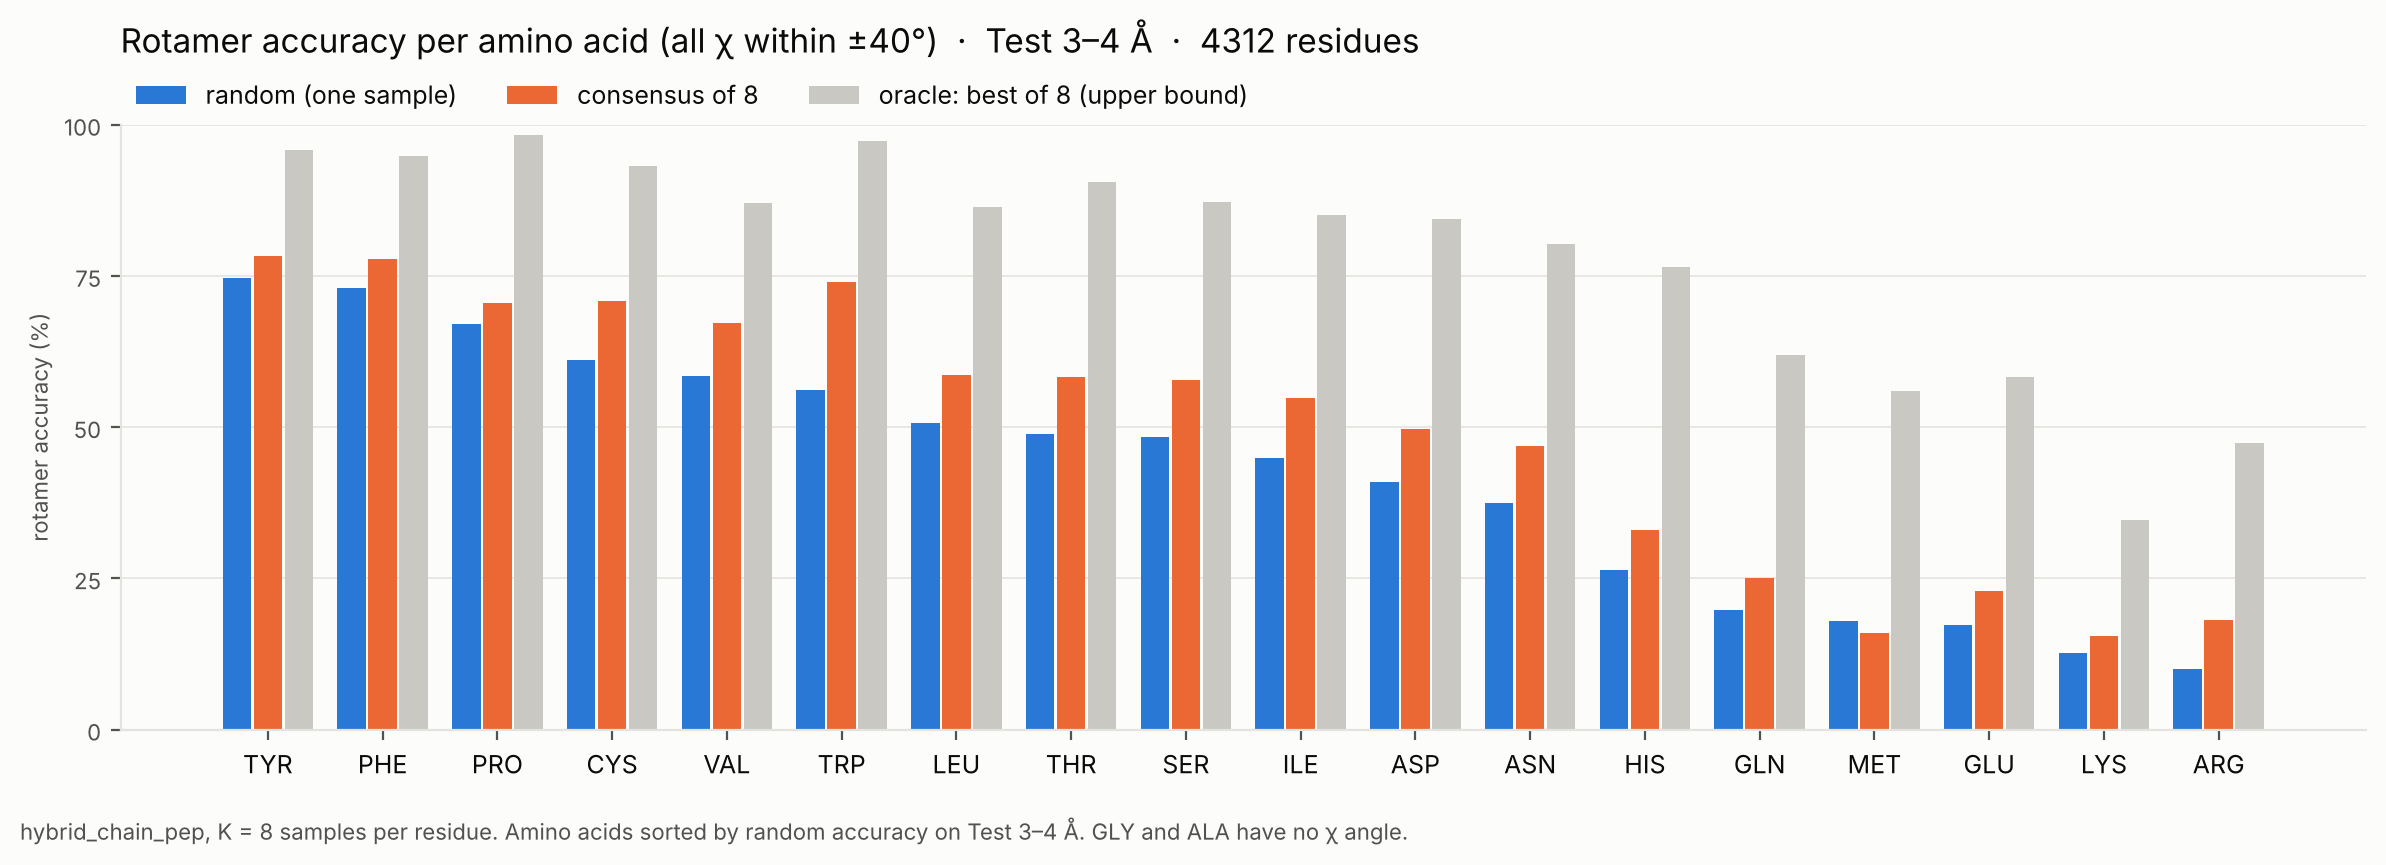 Rotamer accuracy per amino acid (all χ within ±40°) · Test 3–4 Å · 4312 residues
random (one sample) consensus of 8 oracle: best of 8 (upper bound)
100
75
50
25
0
rotamer accuracy (%)
TYR PHE PRO CYS VAL TRP LEU THR SER ILE ASP ASN HIS GLN MET GLU LYS ARG
hybrid_chain_pep, K = 8 samples per residue. Amino acids sorted by random accuracy on Test 3–4 Å. GLY and ALA have no χ angle.